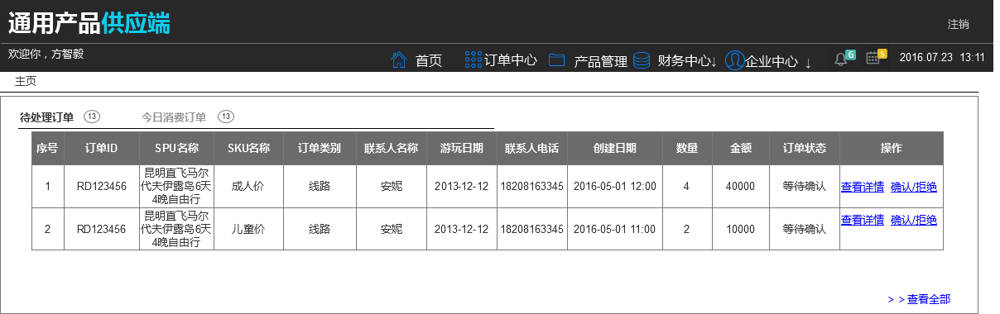 通用产品供应端
注销
欢迎你，方智毅
首页 订单中心 产品管理 财务中心↓ 企业中心 ↓ 6 5 2016.07.23 13:11
主页
待处理订单 13 今日消费订单 13
序号 订单ID SPU名称 SKU名称 订单类别 联系人名称 游玩日期 联系人电话 创建日期 数量 金额 订单状态 操作
1 RD123456 昆明直飞马尔代夫伊露岛6天4晚自由行 成人价 线路 安妮 2013-12-12 18208163345 2016-05-01 12:00 4 40000 等待确认 查看详情 确认/拒绝
2 RD123456 昆明直飞马尔代夫伊露岛6天4晚自由行 儿童价 线路 安妮 2013-12-12 18208163345 2016-05-01 11:00 2 10000 等待确认 查看详情 确认/拒绝
> > 查看全部